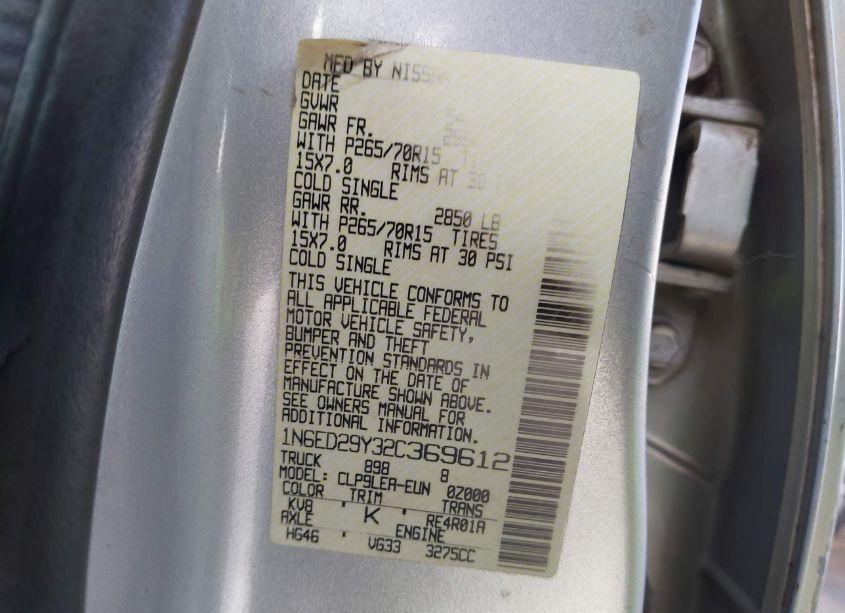 MFD BY NISSAN
DATE
GVWR
GAWR FR.
WITH P265/70R15
15X7.0 RIMS AT 30
COLD SINGLE
GAWR RR. 2850 LB
WITH P265/70R15 TIRES
15X7.0 RIMS AT 30 PSI
COLD SINGLE
THIS VEHICLE CONFORMS TO
ALL APPLICABLE FEDERAL
MOTOR VEHICLE SAFETY,
BUMPER AND THEFT
PREVENTION STANDARDS IN
EFFECT ON THE DATE OF
MANUFACTURE SHOWN ABOVE.
SEE OWNERS MANUAL FOR
ADDITIONAL INFORMATION.
1N6ED29Y32C369612
TRUCK 898 8
MODEL: CLP9LEA-EUN 0Z000
COLOR TRIM TRANS
KV8 K RE4R01A
AXLE ENGINE
HG46 VG33 3275CC